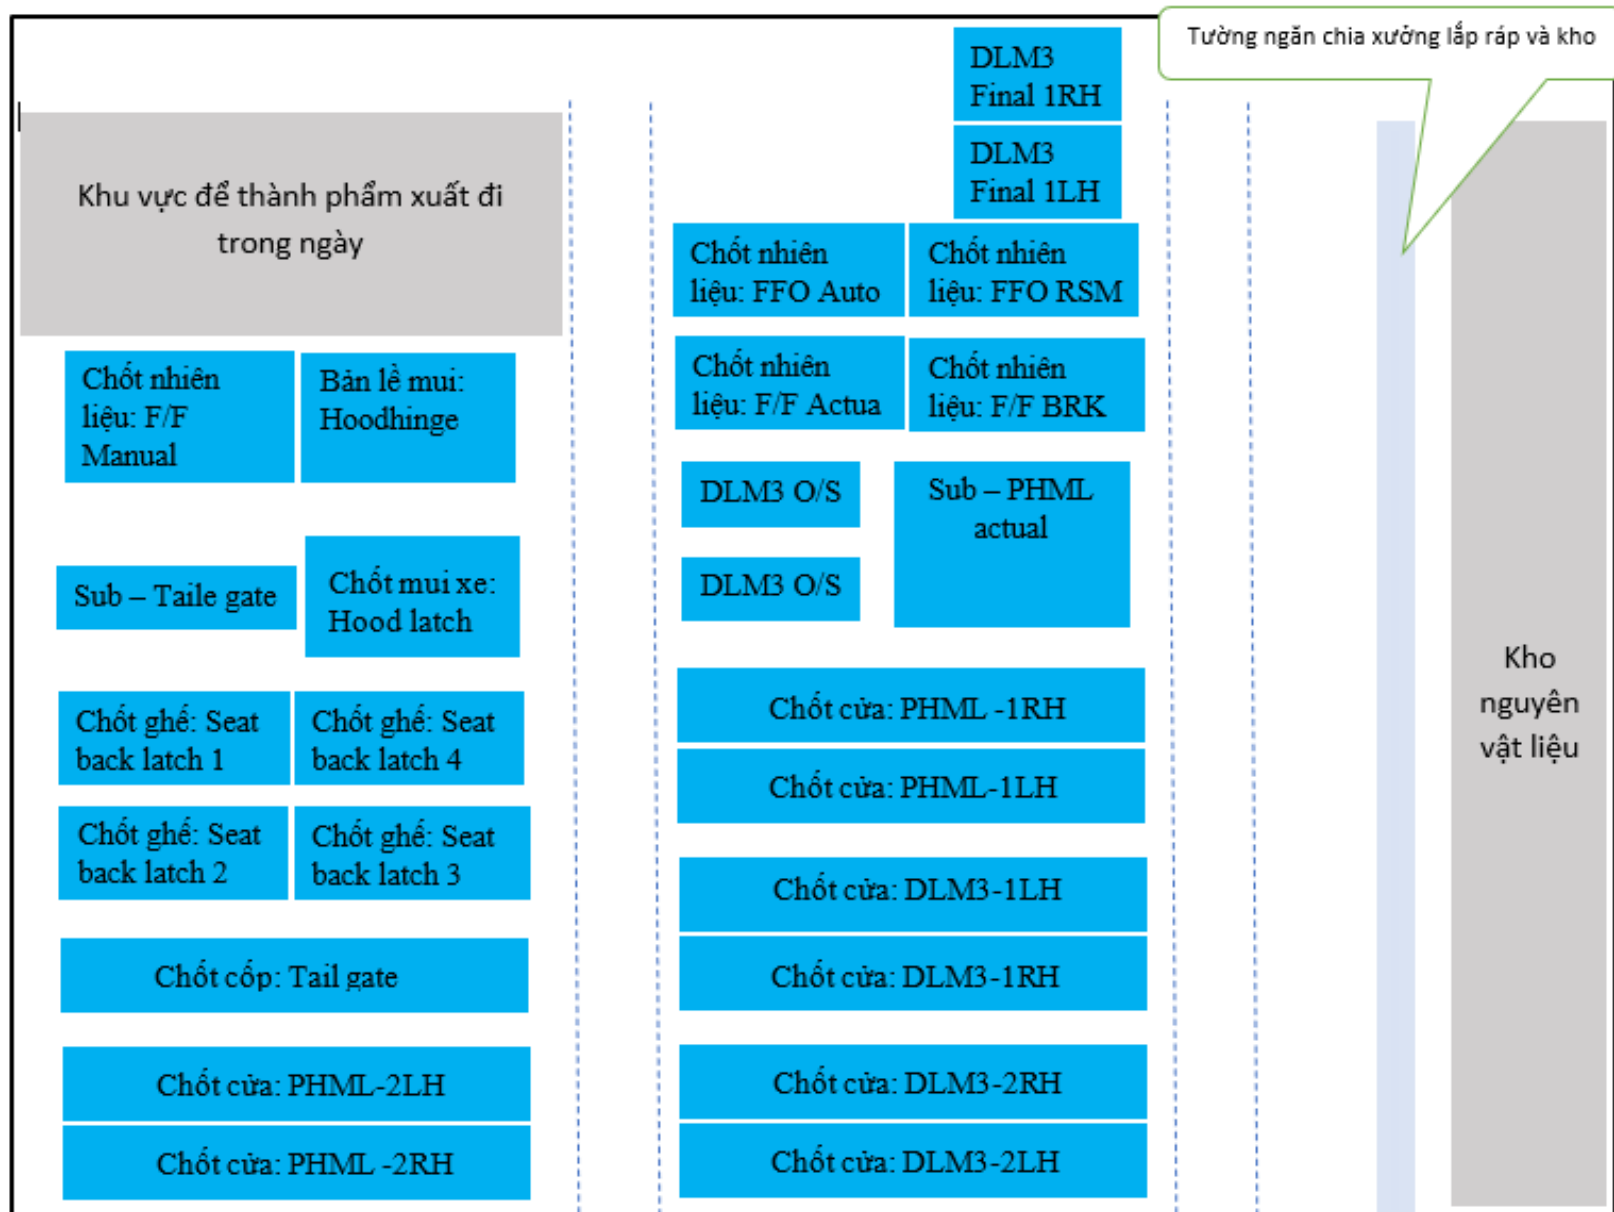 Tường ngăn chia xưởng lắp ráp và kho
DLM3
Final 1RH
DLM3
Final 1LH
Khu vực để thành phẩm xuất đi
trong ngày
Chốt nhiên
liệu: FFO Auto
Chốt nhiên
liệu: FFO RSM
Chốt nhiên
liệu: F/F
Manual
Bản lề mui:
Hoodhinge
Chốt nhiên
liệu: F/F Actua
Chốt nhiên
liệu: F/F BRK
DLM3 O/S
Sub – PHML
actual
DLM3 O/S
Sub – Taile gate
Chốt mui xe:
Hood latch
Chốt ghế: Seat
back latch 1
Chốt ghế: Seat
back latch 4
Chốt cửa: PHML -1RH
Chốt cửa: PHML-1LH
Kho
nguyên
vật liệu
Chốt ghế: Seat
back latch 2
Chốt ghế: Seat
back latch 3
Chốt cửa: DLM3-1LH
Chốt cốp: Tail gate
Chốt cửa: DLM3-1RH
Chốt cửa: PHML-2LH
Chốt cửa: DLM3-2RH
Chốt cửa: PHML -2RH
Chốt cửa: DLM3-2LH